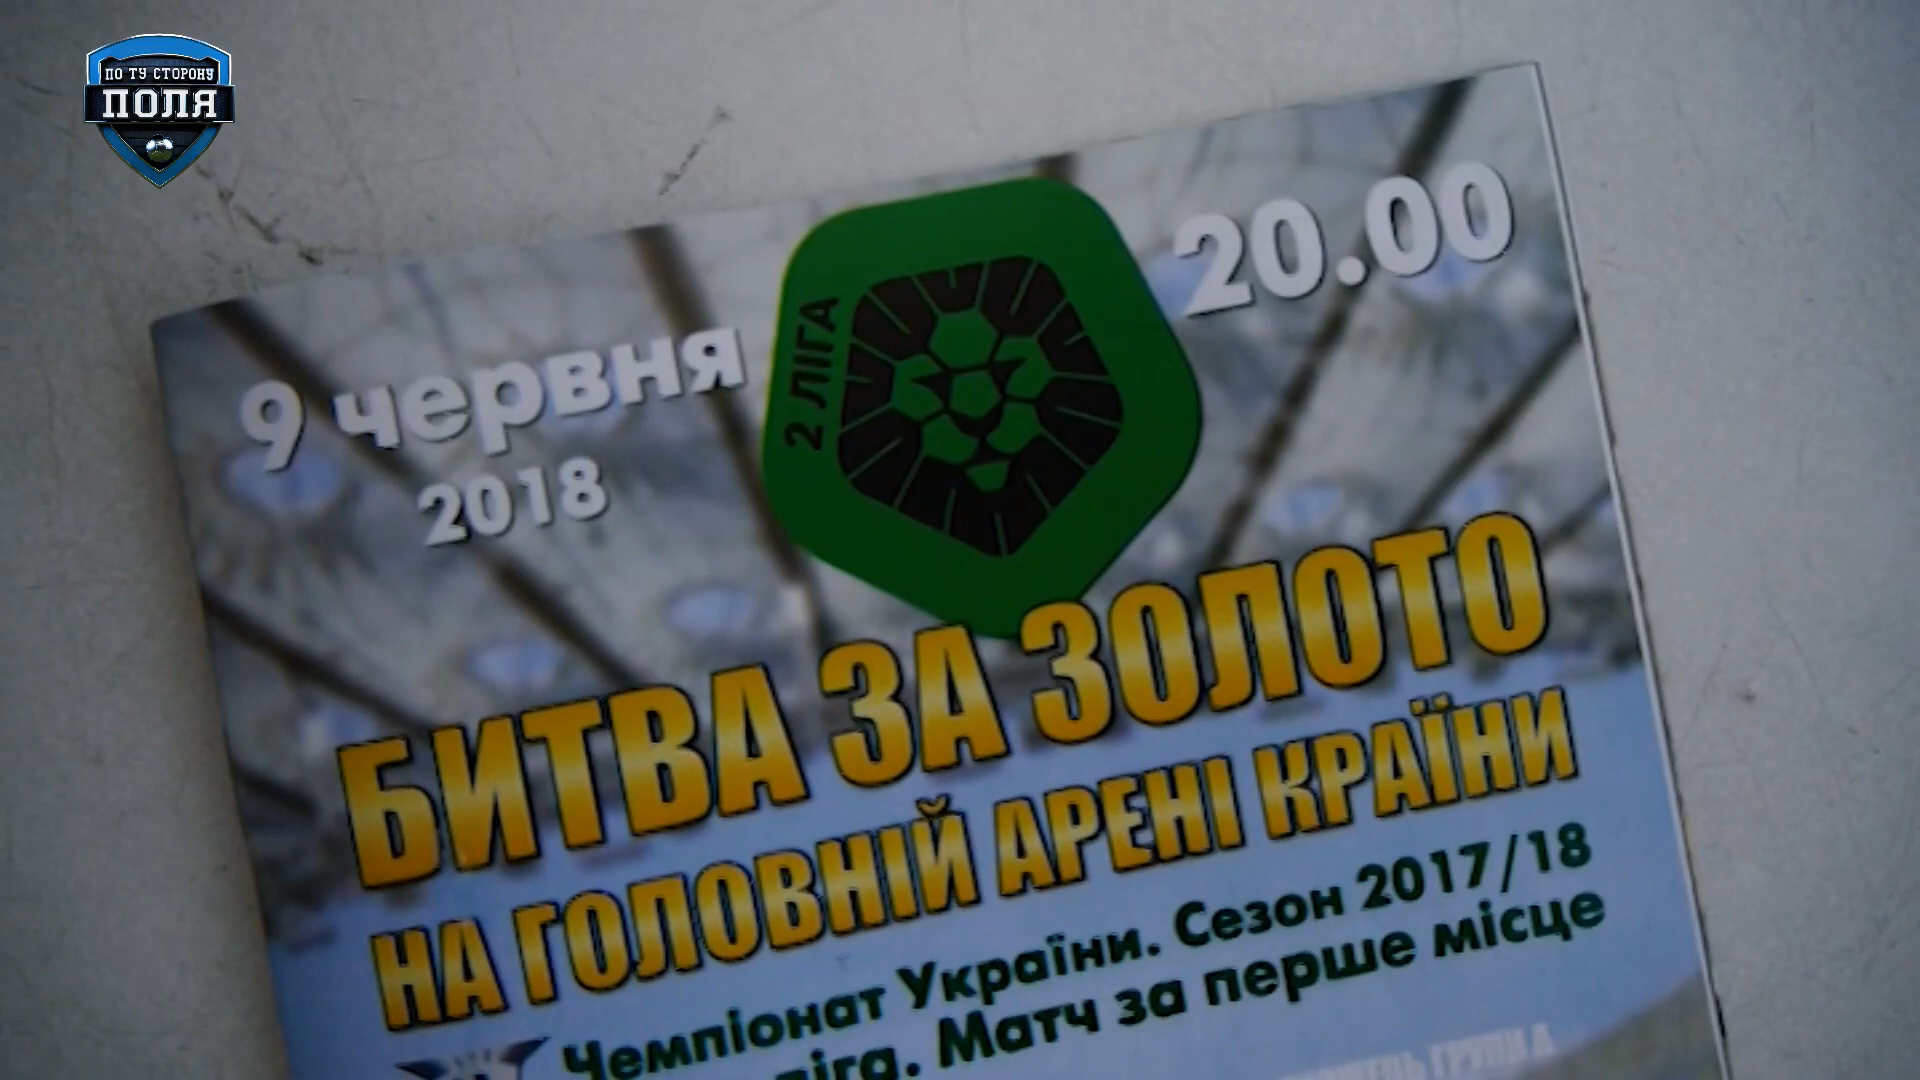 ПО ТУ СТОРОНУ
ПОЛЯ
9 червня
2018
2 ЛІГА
20.00
БИТВА ЗА ЗОЛОТО
НА ГОЛОВНІЙ АРЕНІ КРАЇНИ
Чемпіонат України. Сезон 2017/18
ліга. Матч за перше місце